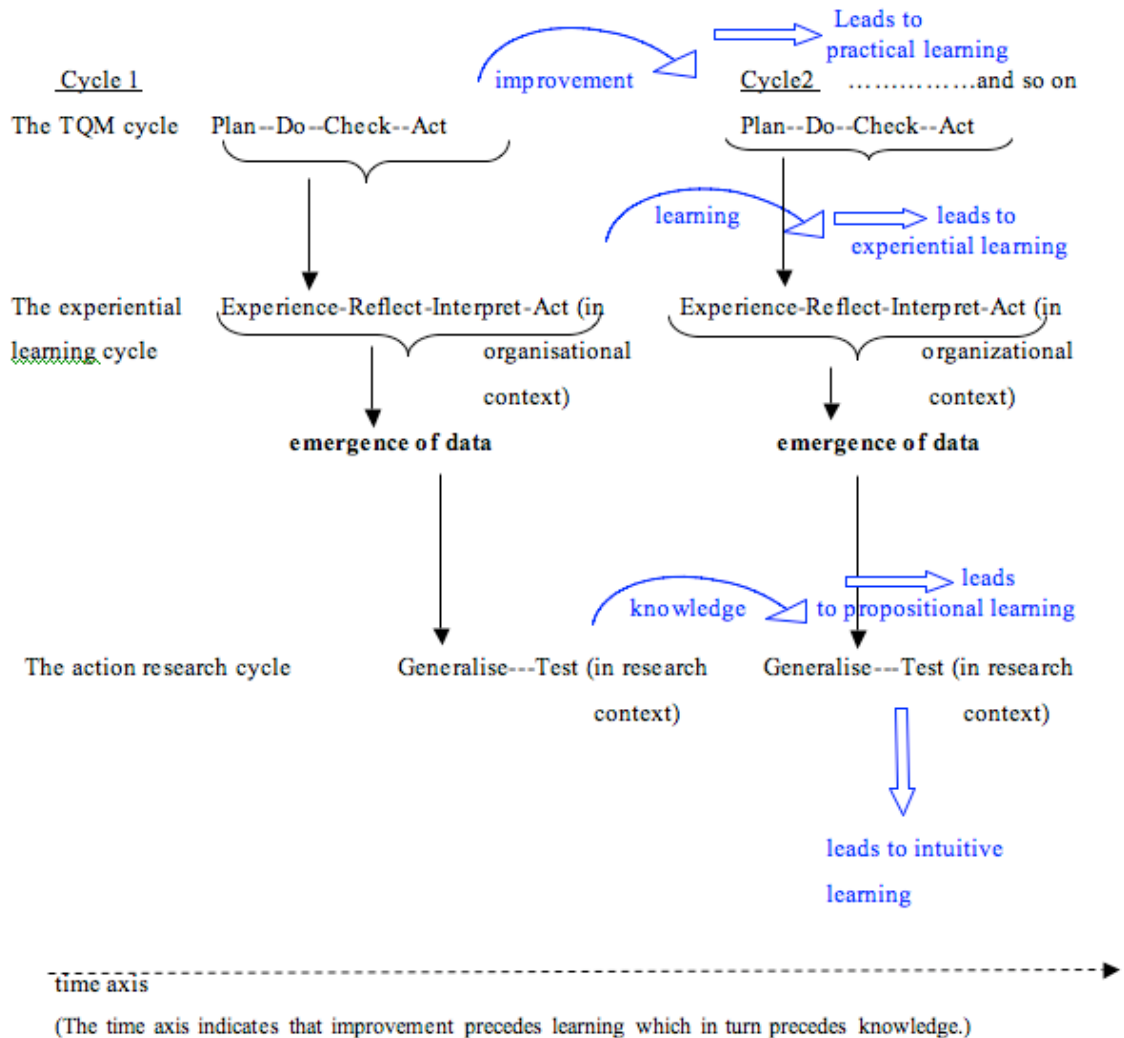 Leads to
practical learning
Cycle 1 improvement Cycle2 ……………and so on
The TQM cycle Plan--Do--Check--Act Plan--Do--Check--Act
learning leads to
experiential learning
The experiential Experience-Reflect-Interpret-Act (in Experience-Reflect-Interpret-Act (in
learning cycle organisational organizational
context) context)
emergence of data emergence of data
leads
knowledge to propositional learning
The action research cycle Generalise---Test (in research Generalise---Test (in research
context) context)
leads to intuitive
learning
time axis
(The time axis indicates that improvement precedes learning which in turn precedes knowledge.)